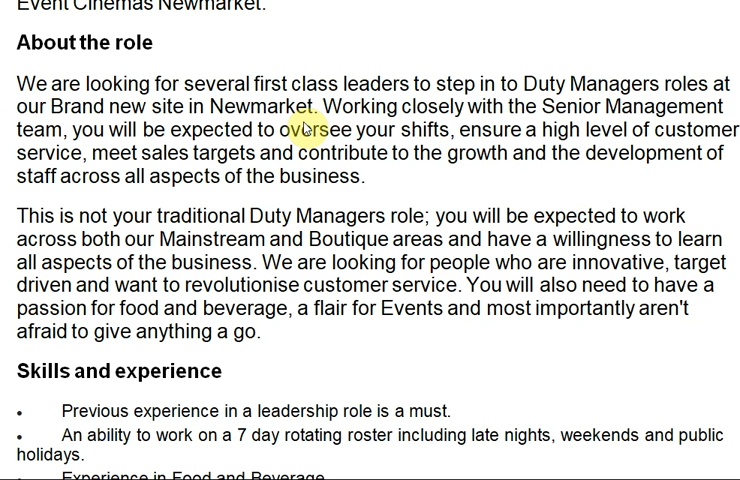 Event Cinemas Newmarket.
About the role
We are looking for several first class leaders to step in to Duty Managers roles at
our Brand new site in Newmarket. Working closely with the Senior Management
team, you will be expected to oversee your shifts, ensure a high level of customer
service, meet sales targets and contribute to the growth and the development of
staff across all aspects of the business.
This is not your traditional Duty Managers role; you will be expected to work
across both our Mainstream and Boutique areas and have a willingness to learn
all aspects of the business. We are looking for people who are innovative, target
driven and want to revolutionise customer service. You will also need to have a
passion for food and beverage, a flair for Events and most importantly aren't
afraid to give anything a go.
Skills and experience
• Previous experience in a leadership role is a must.
• An ability to work on a 7 day rotating roster including late nights, weekends and public
holidays.
• Experience in Food and Beverage